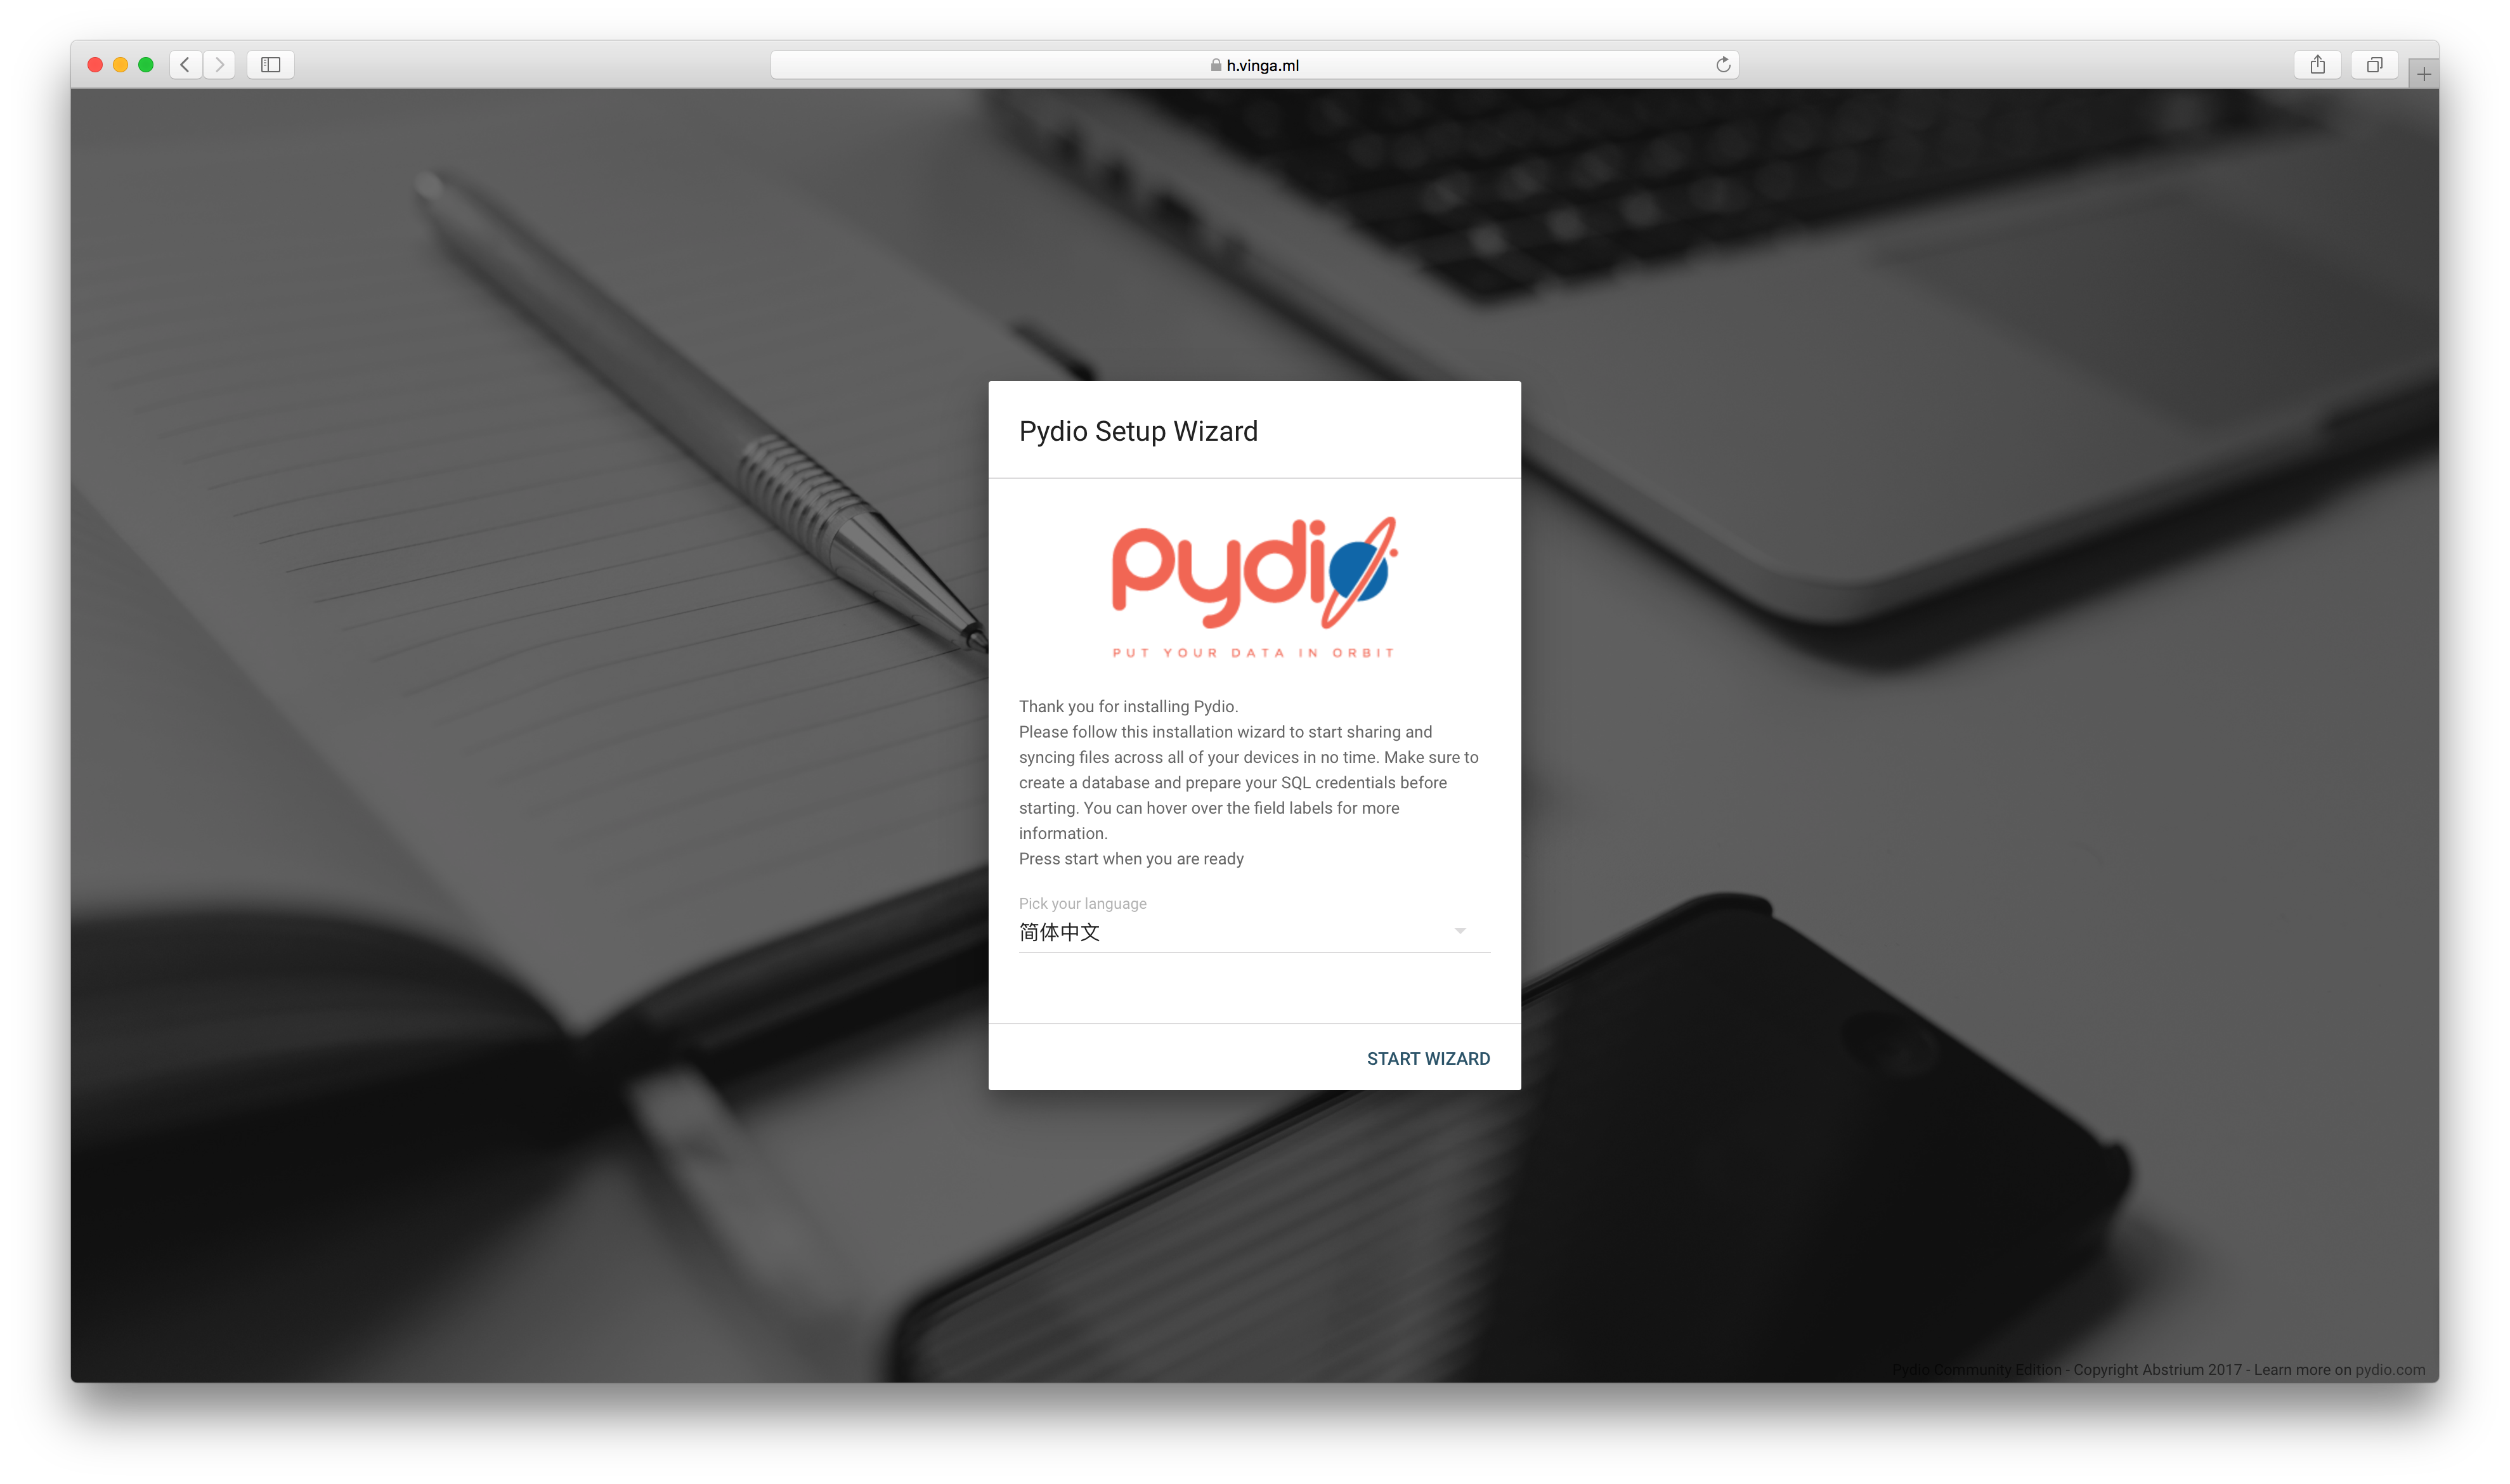 h.vinga.ml
Pydio Setup Wizard
pydio
PUT YOUR DATA IN ORBIT
Thank you for installing Pydio.
Please follow this installation wizard to start sharing and
syncing files across all of your devices in no time. Make sure to
create a database and prepare your SQL credentials before
starting. You can hover over the field labels for more
information.
Press start when you are ready
Pick your language
简体中文
START WIZARD
Pydio Community Edition - Copyright Abstrium 2017 - Learn more on pydio.com